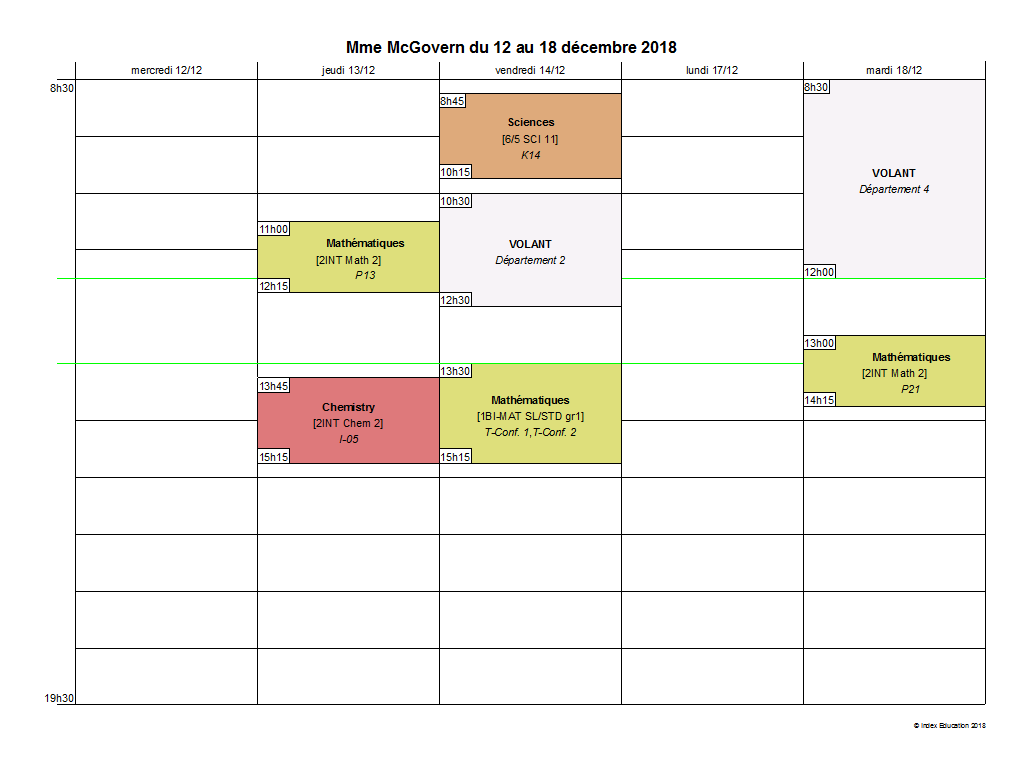 Mme McGovern du 12 au 18 décembre 2018
mercredi 12/12
jeudi 13/12
vendredi 14/12
lundi 17/12
mardi 18/12
8h30
19h30
11h00
Mathématiques
[2INT Math 2]
P13
12h15
13h45
Chemistry
[2INT Chem 2]
I-05
15h15
8h45
Sciences
[6/5 SCI 11]
K14
10h15
10h30
VOLANT
Département 2
12h30
13h30
Mathématiques
[1BI-MAT SL/STD gr1]
T-Conf. 1,T-Conf. 2
15h15
8h30
VOLANT
Département 4
12h00
13h00
Mathématiques
[2INT Math 2]
P21
14h15
© Index Education 2018